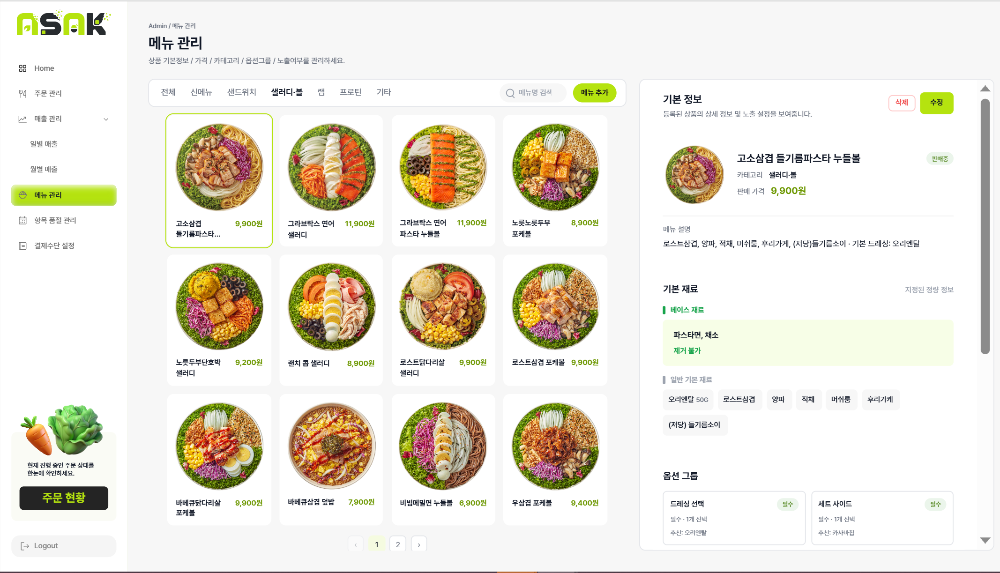 ASAK
Home
주문 관리
매출 관리
일별 매출
월별 매출
메뉴 관리
항목 품절 관리
결제수단 설정
현재 진행 중인 주문 상태를
한눈에 확인하세요.
주문 현황
Logout
Admin / 메뉴 관리
메뉴 관리
상품 기본정보 / 가격 / 카테고리 / 옵션그룹 / 노출여부를 관리하세요.
전체 신메뉴 샌드위치 샐러디·볼 랩 프로틴 기타 메뉴명 검색 메뉴 추가
고소삼겹 9,900원
들기름파스타...
그라브락스 연어 11,900원
샐러디
그라브락스 연어 11,900원
파스타 누들볼
노릇노릇두부 8,900원
포케볼
노릇두부단호박 9,200원
샐러디
랜치 콥 샐러디 8,900원
로스트닭다리살 9,900원
샐러디
로스트삼겹 포케볼 9,900원
바베큐닭다리살 9,900원
포케볼
바베큐삼겹 덮밥 7,900원
비빔메밀면 누들볼 6,900원
우삼겹 포케볼 9,400원
‹ 1 2 ›
기본 정보
등록된 상품의 상세 정보 및 노출 설정을 보여줍니다.
삭제 수정
고소삼겹 들기름파스타 누들볼 판매중
카테고리 샐러디·볼
판매 가격 9,900원
메뉴 설명
로스트삼겹, 양파, 적채, 머쉬룸, 후리가케, (저당)들기름소이 · 기본 드레싱: 오리엔탈
기본 재료 지정된 정량 정보
베이스 재료
파스타면, 채소
제거 불가
일반 기본 재료
오리엔탈 50G 로스트삼겹 양파 적채 머쉬룸 후리가케
(저당) 들기름소이
옵션 그룹
드레싱 선택 필수
필수 · 1개 선택
추천: 오리엔탈
세트 사이드 필수
필수 · 1개 선택
추천: 카사바칩